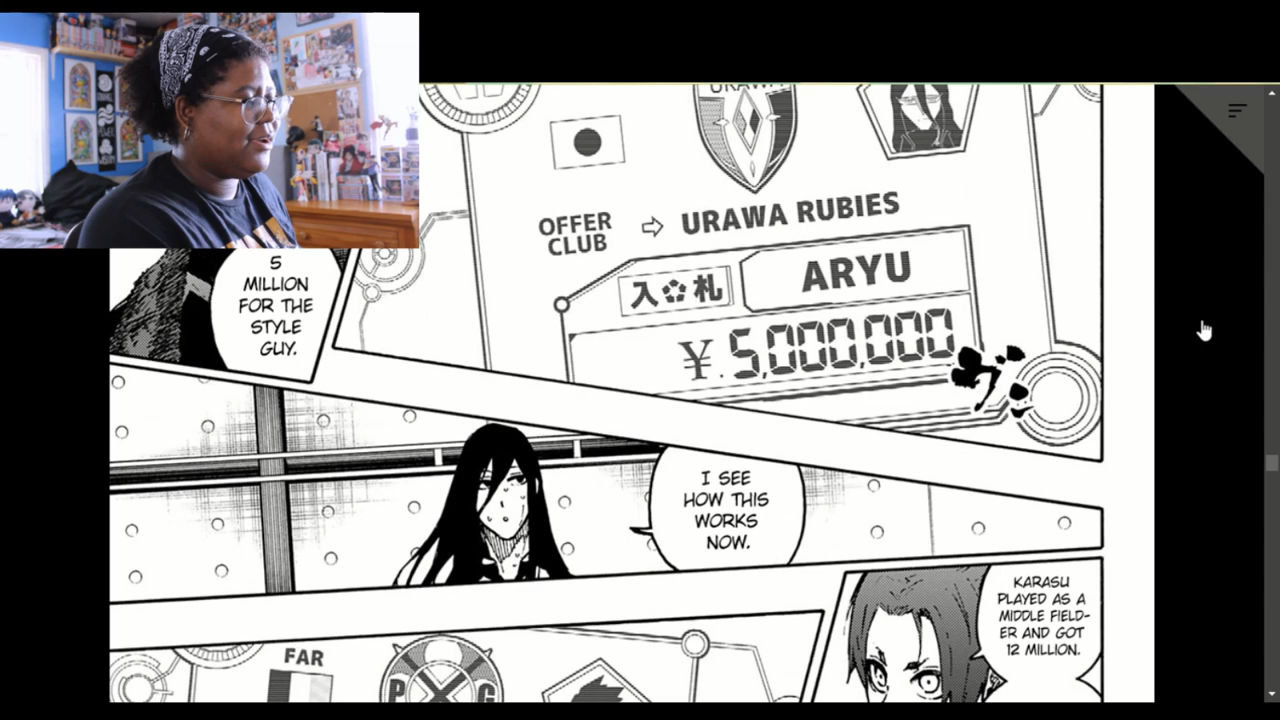 URAWA
OFFER
CLUB
⇨ URAWA RUBIES
入✿札
ARYU
¥.5,000,000
5
MILLION
FOR THE
STYLE
GUY.
I SEE
HOW THIS
WORKS
NOW.
KARASU
PLAYED AS A
MIDDLE FIELD-
ER AND GOT
12 MILLION.
FAR
P X G